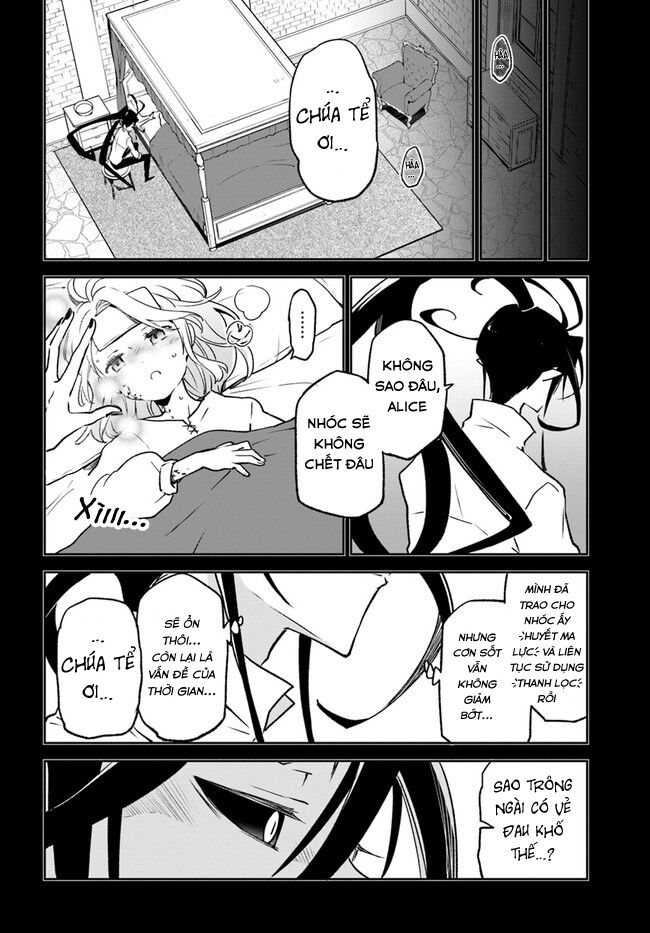 HẢA
...
...
CHÚA TỂ
ƠI...
HẢA
...
KHÔNG
SAO ĐÂU,
ALICE
NHÓC SẼ
KHÔNG
CHẾT ĐÂU
......
XÌIII...
MÌNH ĐÃ
TRAO CHO
NHÓC ẤY
HUYẾT MA
LỰC VÀ LIÊN
TỤC SỬ DỤNG
THANH LỌC
RỒI
NHƯNG
CƠN SỐT
VẪN
KHÔNG
GIẢM
BỚT...
SẼ ỔN
THÔI...
CÒN LẠI LÀ
VẤN ĐỀ CỦA
THỜI GIAN...
...
CHÚA TỂ
ƠI...
SAO TRÔNG
NGÀI CÓ VẺ
ĐAU KHỔ
THẾ...?